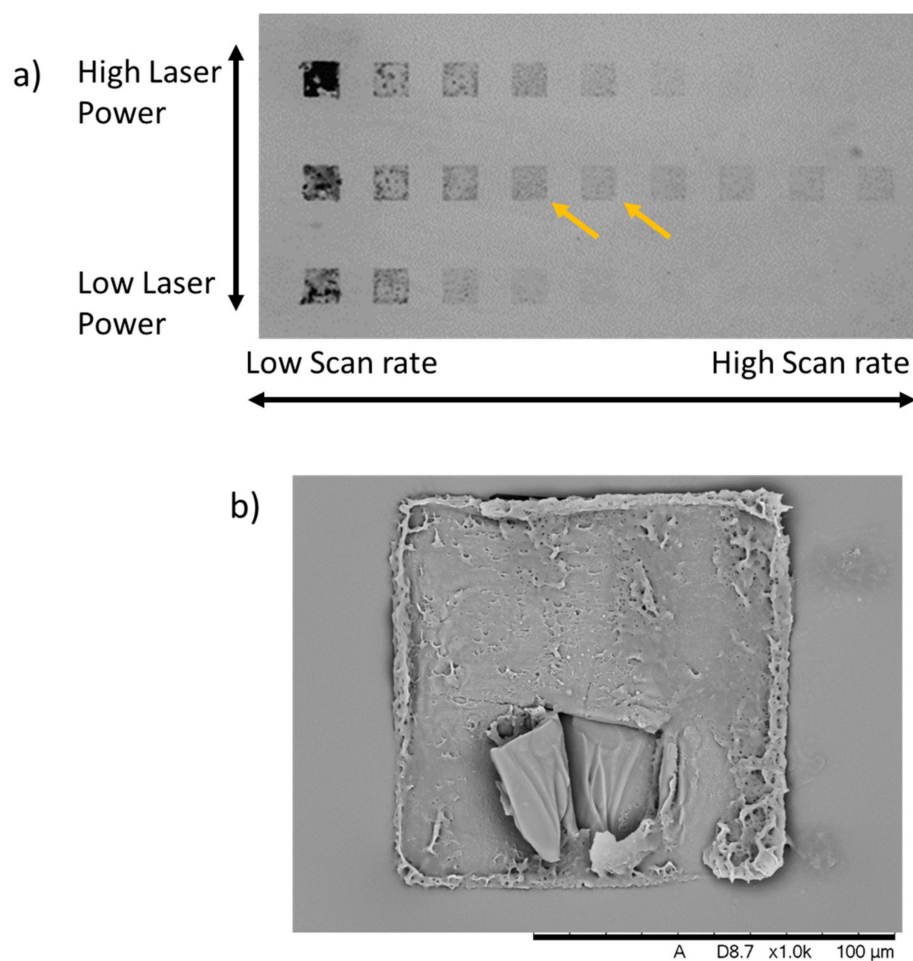 a)
High Laser
Power
Low Laser
Power
Low Scan rate
High Scan rate
b)
A D8.7 x1.0k 100 µm